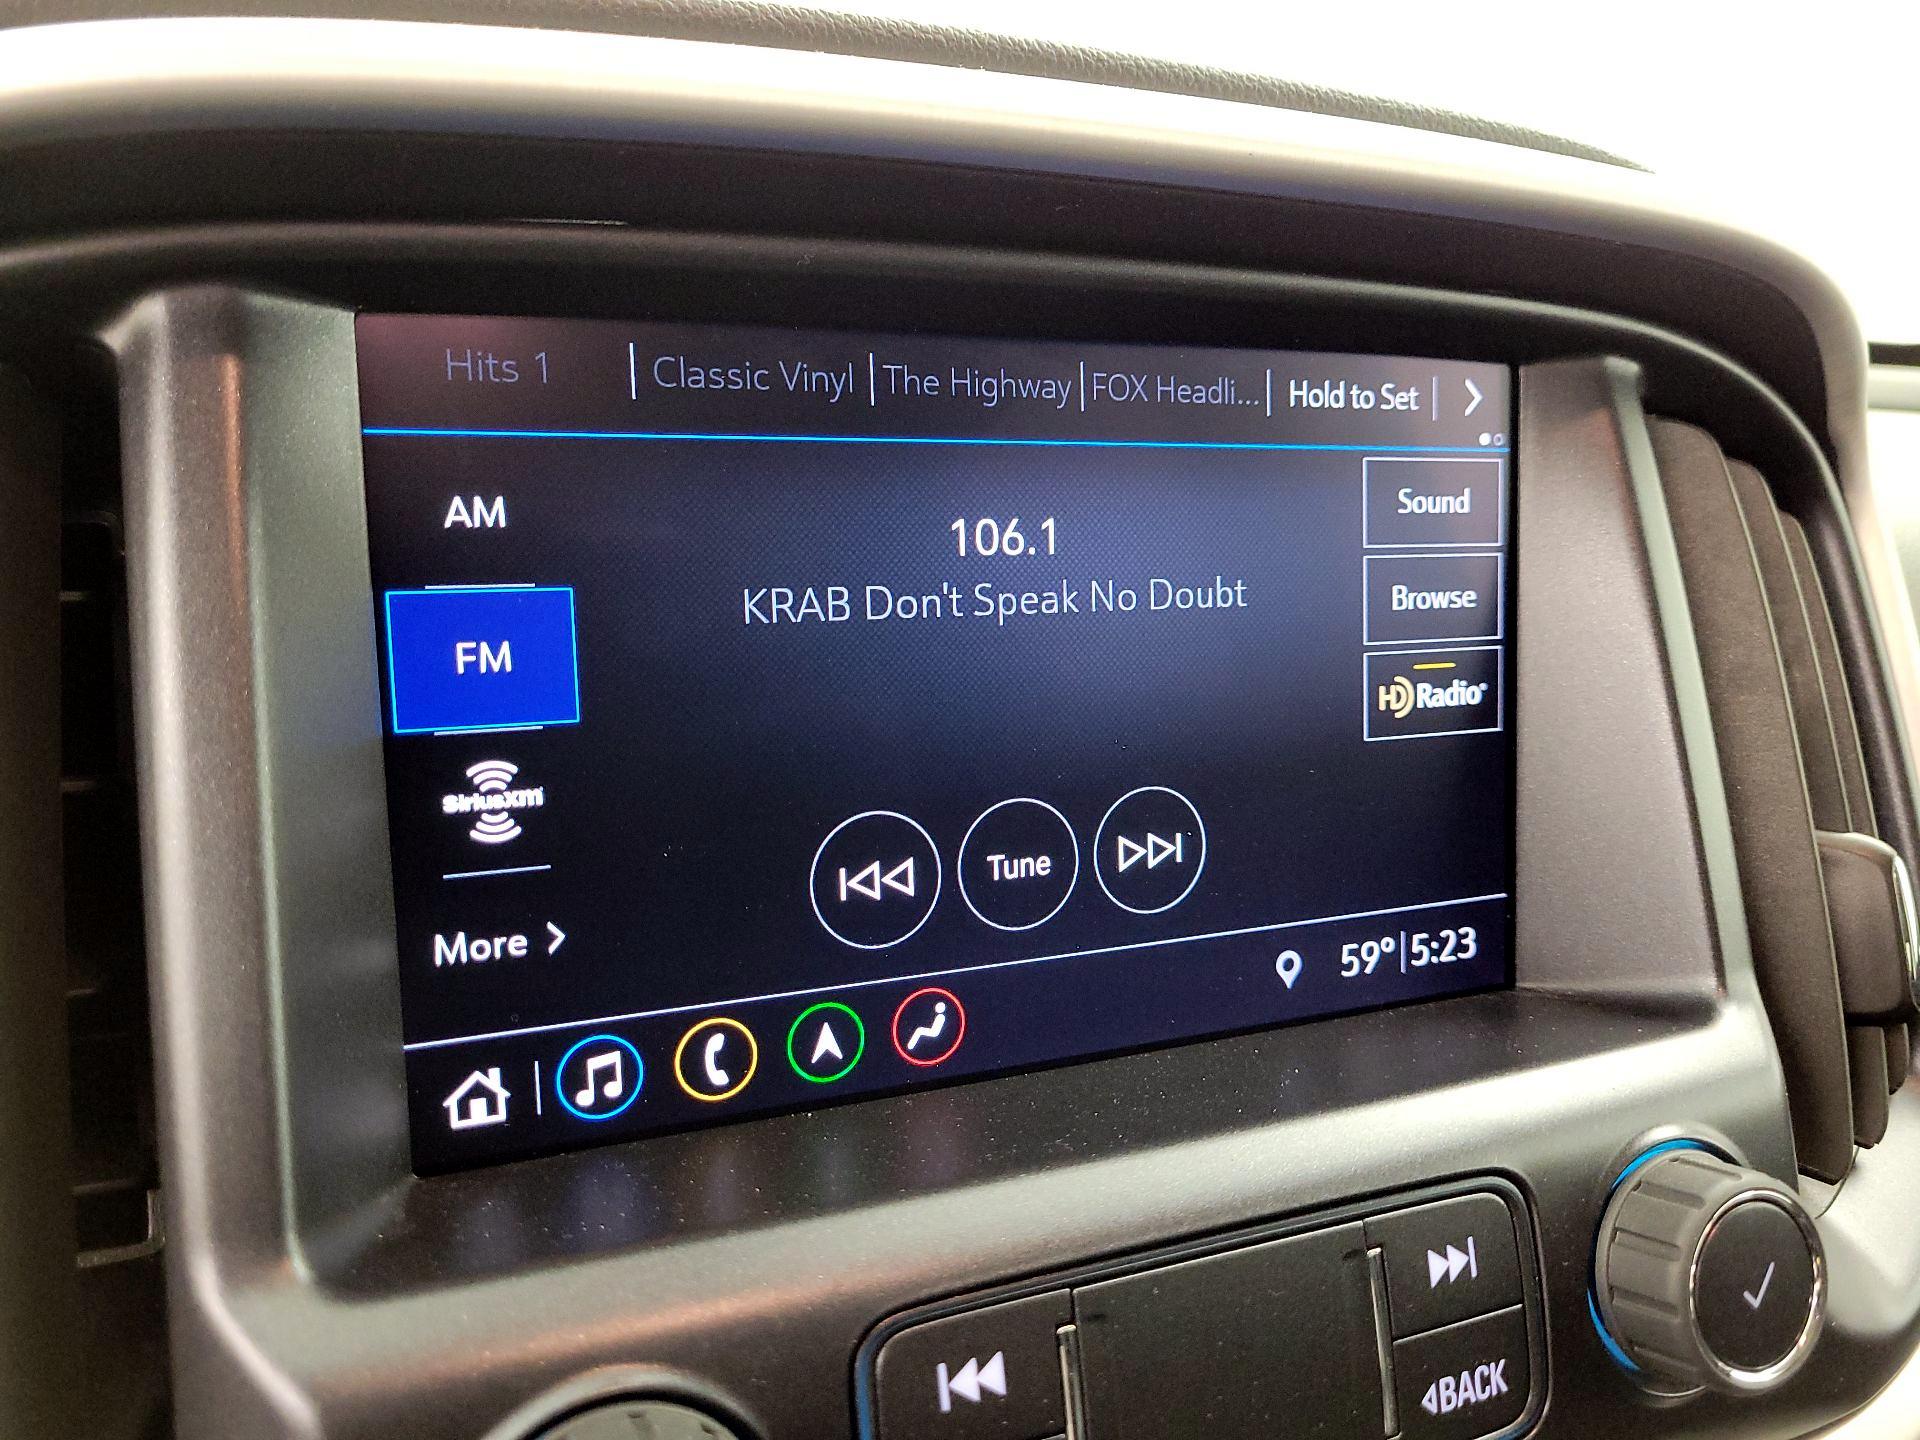 Hits 1 | Classic Vinyl | The Highway | FOX Headli... | Hold to Set |
AM
106.1
Sound
KRAB Don't Speak No Doubt
Browse
FM
HD Radio®
SiriusXm
Tune
More
59°|5:23
BACK